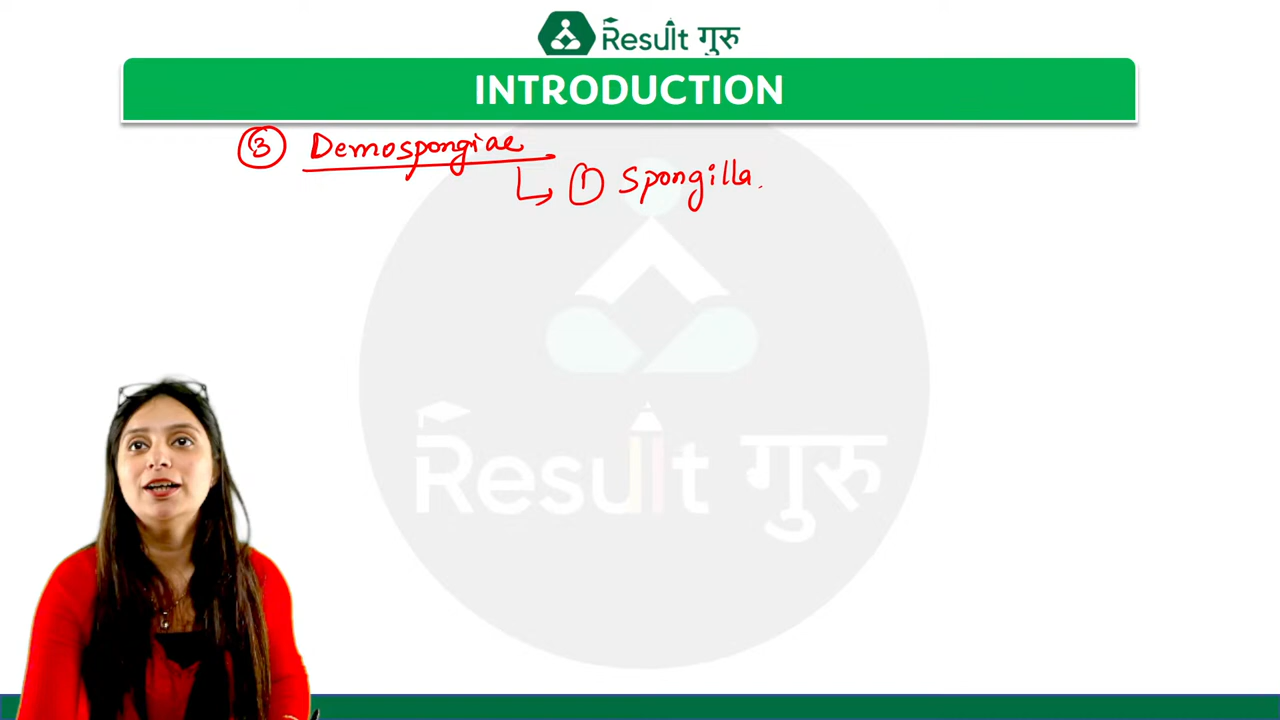 Result गुरु
INTRODUCTION
③ Demospongiae
↳ ① Spongilla.
Result गुरु